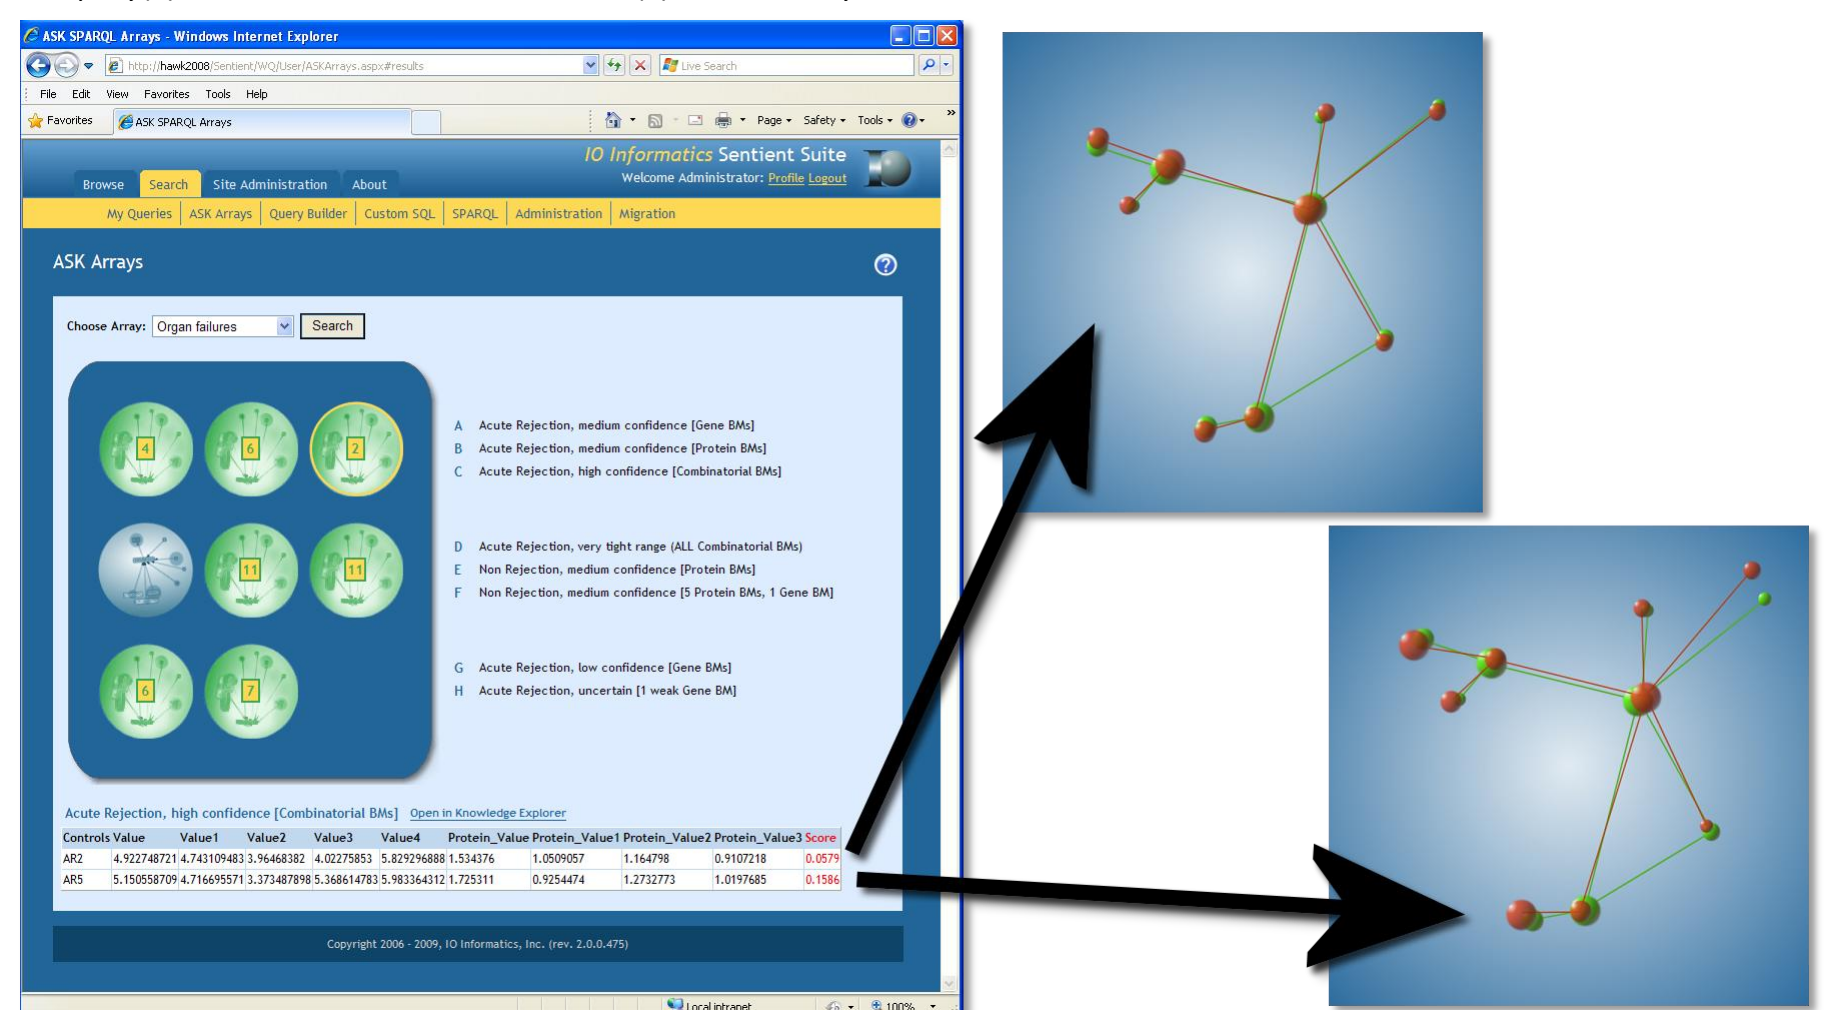 ASK SPARQL Arrays - Windows Internet Explorer
http://hawk2008/Sentient/WQ/User/ASKArrays.aspx#results
Live Search
File Edit View Favorites Tools Help
Favorites ASK SPARQL Arrays Page Safety Tools
IO Informatics Sentient Suite
Welcome Administrator: Profile Logout
Browse Search Site Administration About
My Queries ASK Arrays Query Builder Custom SQL SPARQL Administration Migration
ASK Arrays
Choose Array: Organ failures Search
4 6 2
A Acute Rejection, medium confidence [Gene BMs]
B Acute Rejection, medium confidence [Protein BMs]
C Acute Rejection, high confidence [Combinatorial BMs]
11 11
D Acute Rejection, very tight range (ALL Combinatorial BMs)
E Non Rejection, medium confidence [Protein BMs]
F Non Rejection, medium confidence [5 Protein BMs, 1 Gene BM]
6 7
G Acute Rejection, low confidence [Gene BMs]
H Acute Rejection, uncertain [1 weak Gene BM]
Acute Rejection, high confidence [Combinatorial BMs] Open in Knowledge Explorer
Controls Value Value1 Value2 Value3 Value4 Protein_Value Protein_Value1 Protein_Value2 Protein_Value3 Score
AR2 4.922748721 4.743109483 3.96468382 4.02275853 5.829296888 1.534376 1.0509057 1.164798 0.9107218 0.0579
AR5 5.150558709 4.716695571 3.373487898 5.368614783 5.983364312 1.725311 0.9254474 1.2732773 1.0197685 0.1586
Copyright 2006 - 2009, IO Informatics, Inc. (rev. 2.0.0.475)
Local intranet 100%